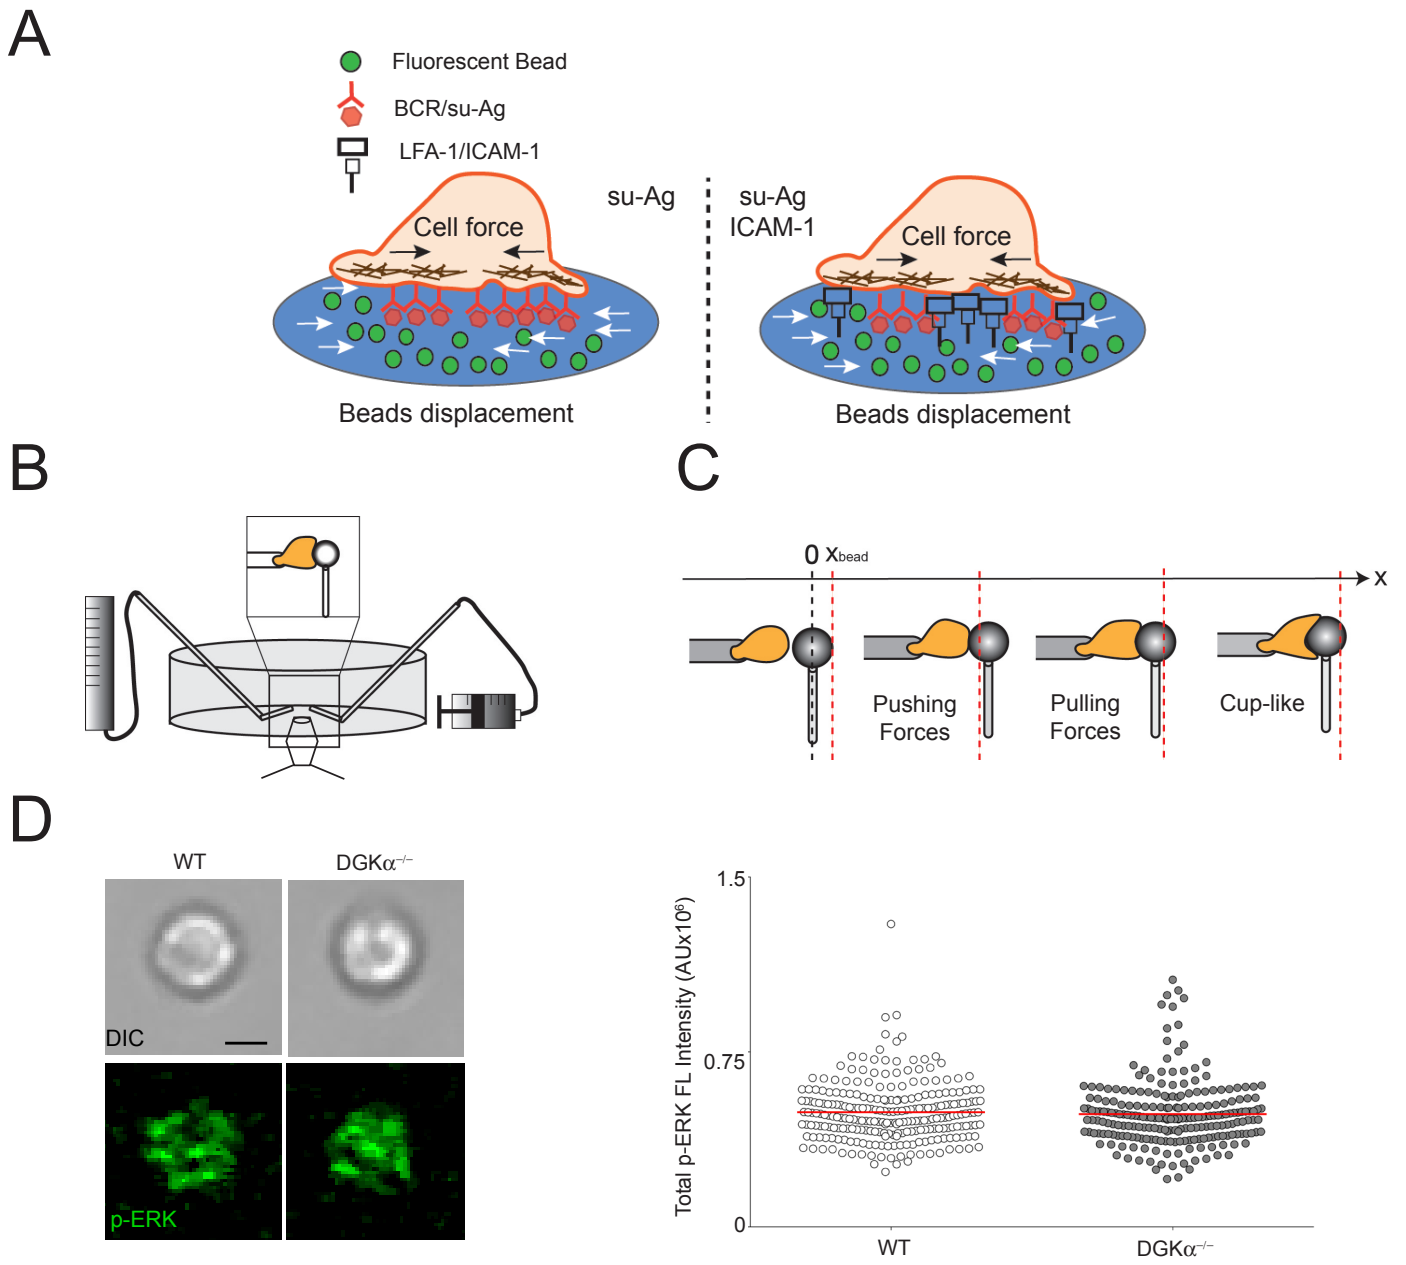 A
Fluorescent Bead
BCR/su-Ag
LFA-1/ICAM-1
su-Ag
su-Ag
ICAM-1
Cell force
Cell force
Beads displacement
Beads displacement
B
C
0 xbead
x
Pushing
Forces
Pulling
Forces
Cup-like
D
WT
DGKα⁻/⁻
DIC
p-ERK
Total p-ERK FL Intensity (AUx10⁶)
1.5
0.75
0
WT
DGKα⁻/⁻